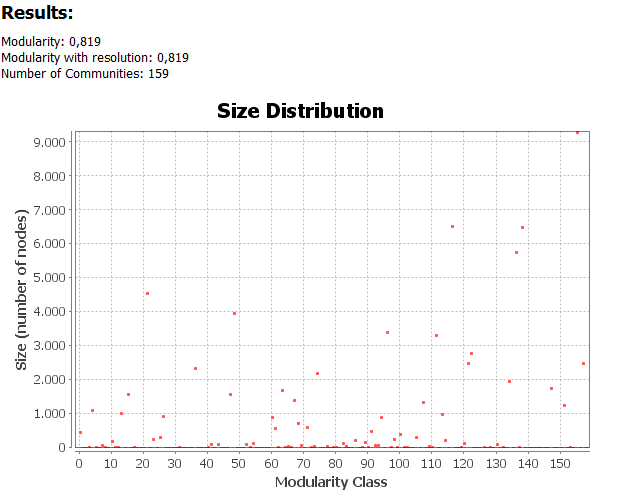 Results:
Modularity: 0,819
Modularity with resolution: 0,819
Number of Communities: 159
Size Distribution
9.000
8.000
7.000
6.000
5.000
4.000
3.000
2.000
1.000
0
Size (number of nodes)
0 10 20 30 40 50 60 70 80 90 100 110 120 130 140 150
Modularity Class